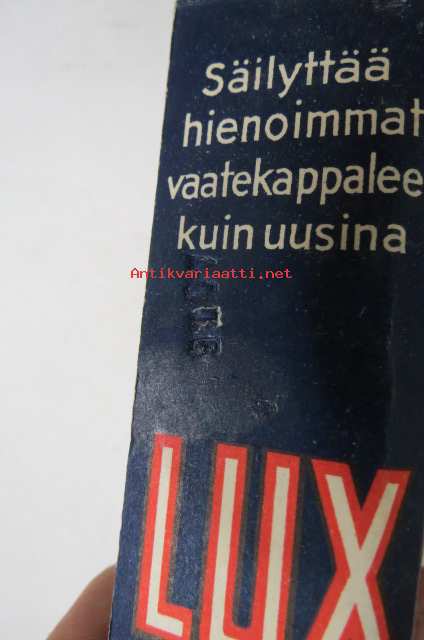 Säilyttää
hienoimmat
vaatekappalee
kuin uusina
Antikvariaatti.net
LUX